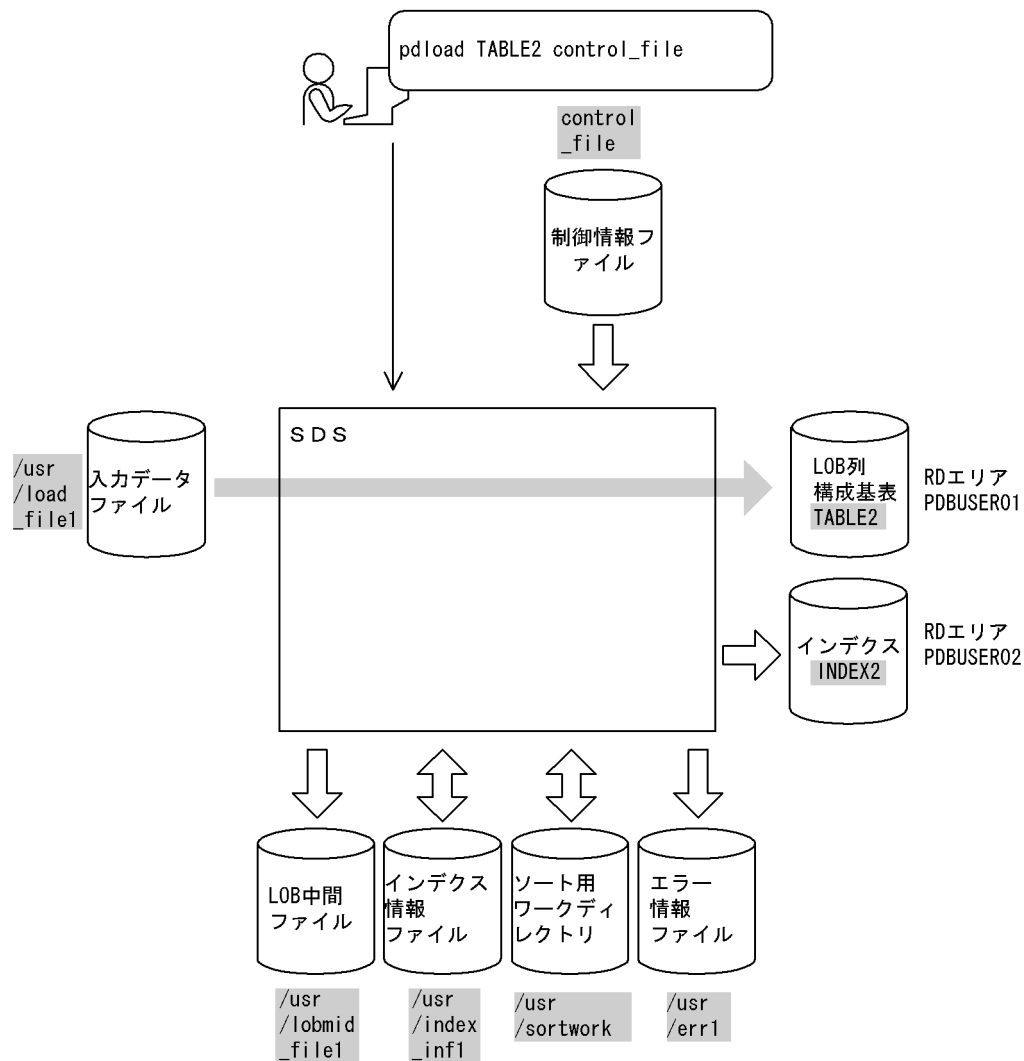 pdload TABLE2 control_file
control
_file
制御情報フ
ァイル
SDS
/usr
/load
_file1
入力データ
ファイル
LOB列
構成基表
TABLE2
RDエリア
PDBUSER01
インデクス
INDEX2
RDエリア
PDBUSER02
LOB中間
ファイル
インデクス
情報
ファイル
ソート用
ワークディ
レクトリ
エラー
情報
ファイル
/usr
/lobmid
_file1
/usr
/index
_inf1
/usr
/sortwork
/usr
/err1